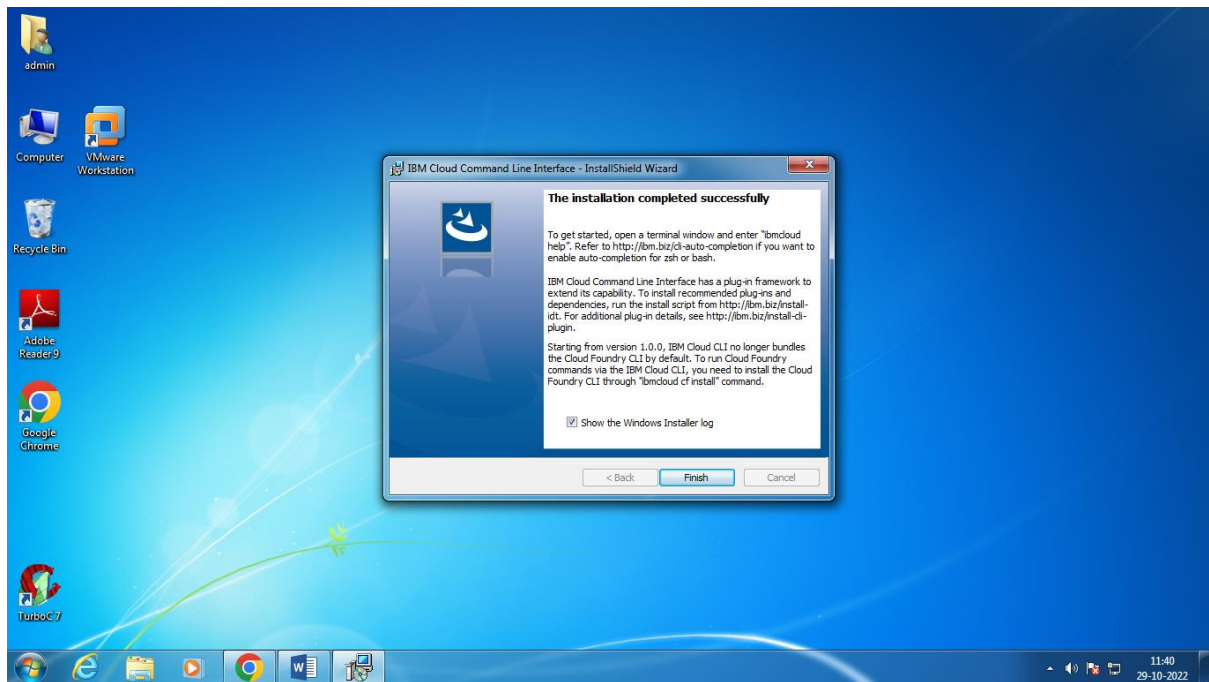 admin
Computer
VMware
Workstation
Recycle Bin
Adobe
Reader 9
Google
Chrome
TurboC 7
IBM Cloud Command Line Interface - InstallShield Wizard
The installation completed successfully
To get started, open a terminal window and enter "ibmcloud
help". Refer to http://ibm.biz/cli-auto-completion if you want to
enable auto-completion for zsh or bash.
IBM Cloud Command Line Interface has a plug-in framework to
extend its capability. To install recommended plug-ins and
dependencies, run the install script from http://ibm.biz/install-
idt. For additional plug-in details, see http://ibm.biz/install-cli-
plugin.
Starting from version 1.0.0, IBM Cloud CLI no longer bundles
the Cloud Foundry CLI by default. To run Cloud Foundry
commands via the IBM Cloud CLI, you need to install the Cloud
Foundry CLI through "ibmcloud cf install" command.
Show the Windows Installer log
< Back
Finish
Cancel
11:40
29-10-2022